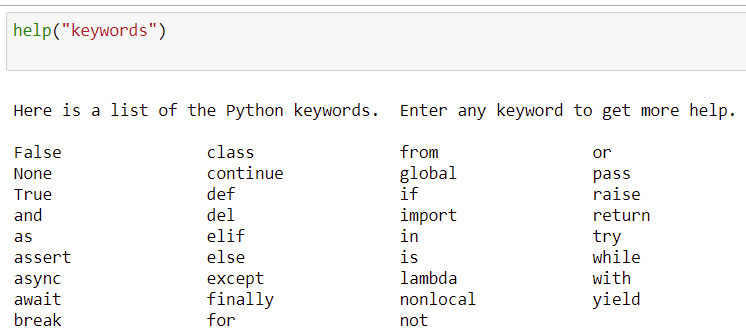 help("keywords")
Here is a list of the Python keywords.  Enter any keyword to get more help.
False               class               from                or
None                continue            global              pass
True                def                 if                  raise
and                 del                 import              return
as                  elif                in                  try
assert              else                is                  while
async               except              lambda              with
await               finally             nonlocal            yield
break               for                 not